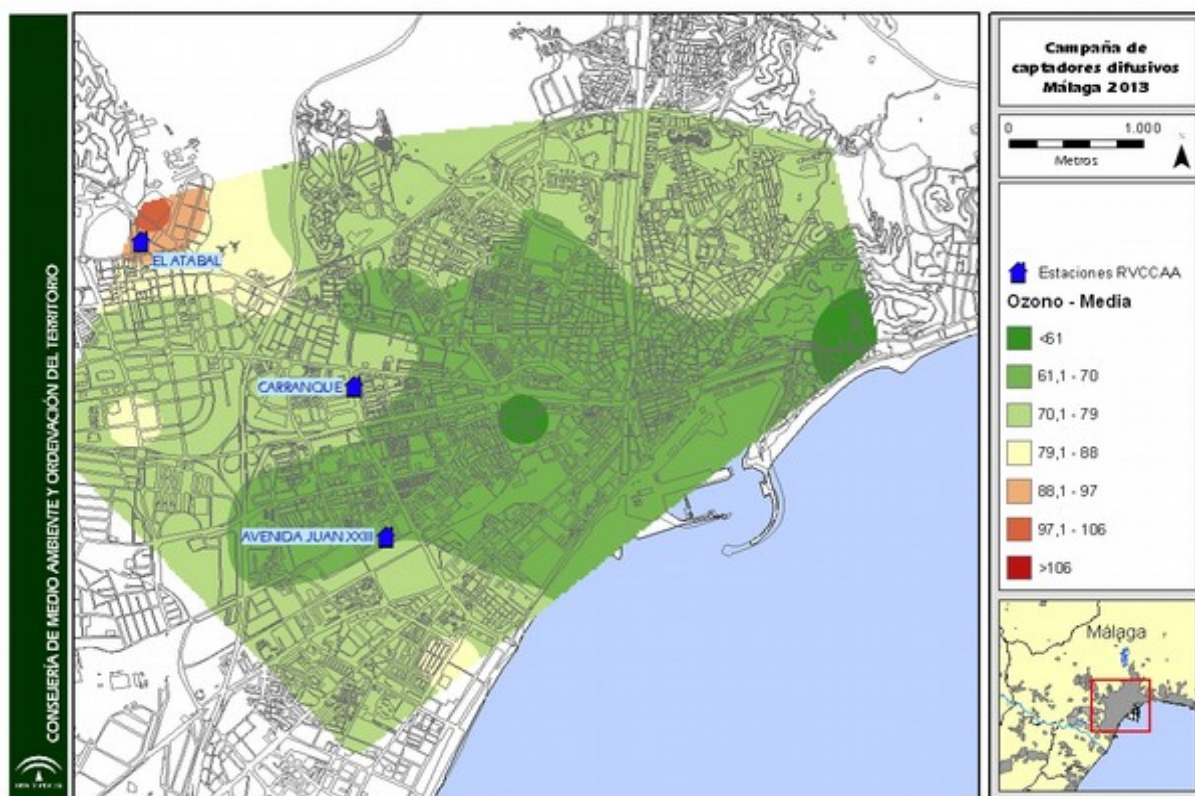 CONSEJERÍA DE MEDIO AMBIENTE Y ORDENACIÓN DEL TERRITORIO
EL ATABAL
CARRANQUE
AVENIDA JUAN XXIII
Campaña de
captadores difusivos
Málaga 2013
0 1.000
Metros
Estaciones RVCCAA
Ozono - Media
<61
61,1 - 70
70,1 - 79
79,1 - 88
88,1 - 97
97,1 - 106
>106
Málaga